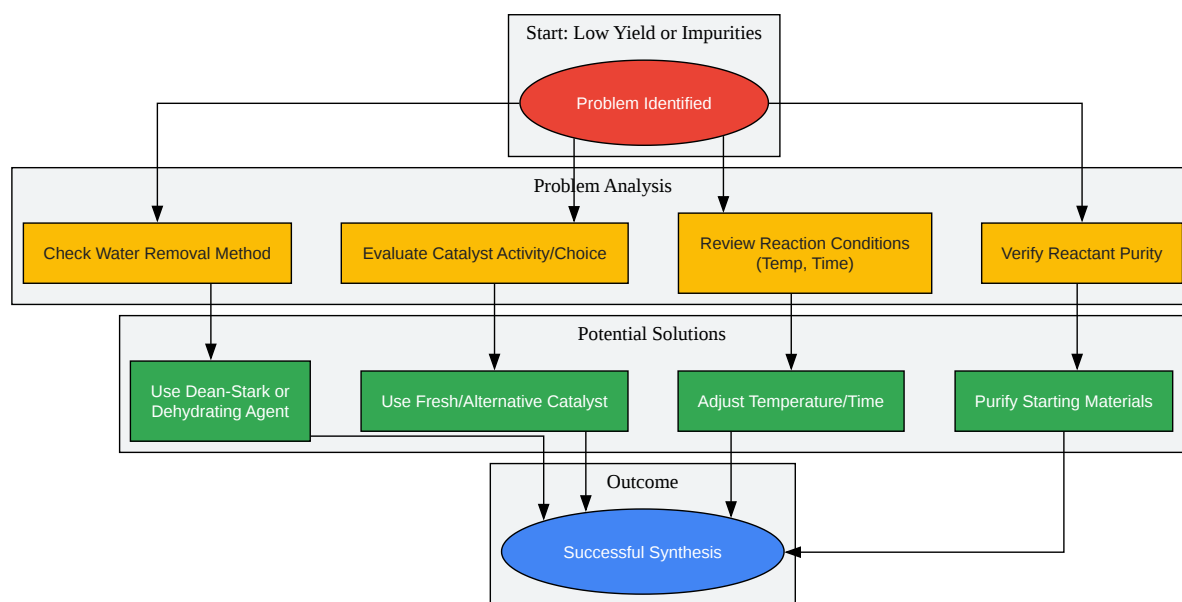 Start: Low Yield or Impurities
Problem Identified
Problem Analysis
Check Water Removal Method
Evaluate Catalyst Activity/Choice
Review Reaction Conditions
(Temp, Time)
Verify Reactant Purity
Potential Solutions
Use Dean-Stark or
Dehydrating Agent
Use Fresh/Alternative Catalyst
Adjust Temperature/Time
Purify Starting Materials
Outcome
Successful Synthesis